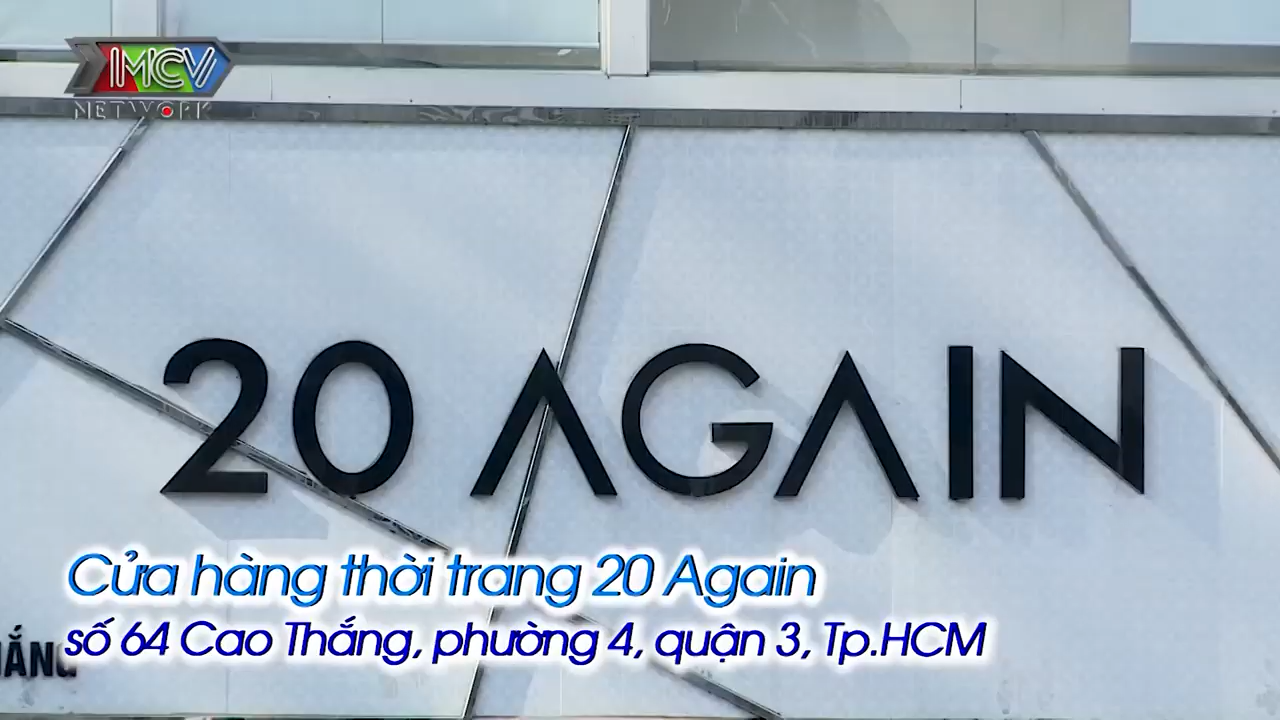 MCV
NETWORK
20 AGAIN
Cửa hàng thời trang 20 Again
số 64 Cao Thắng, phường 4, quận 3, Tp.HCM